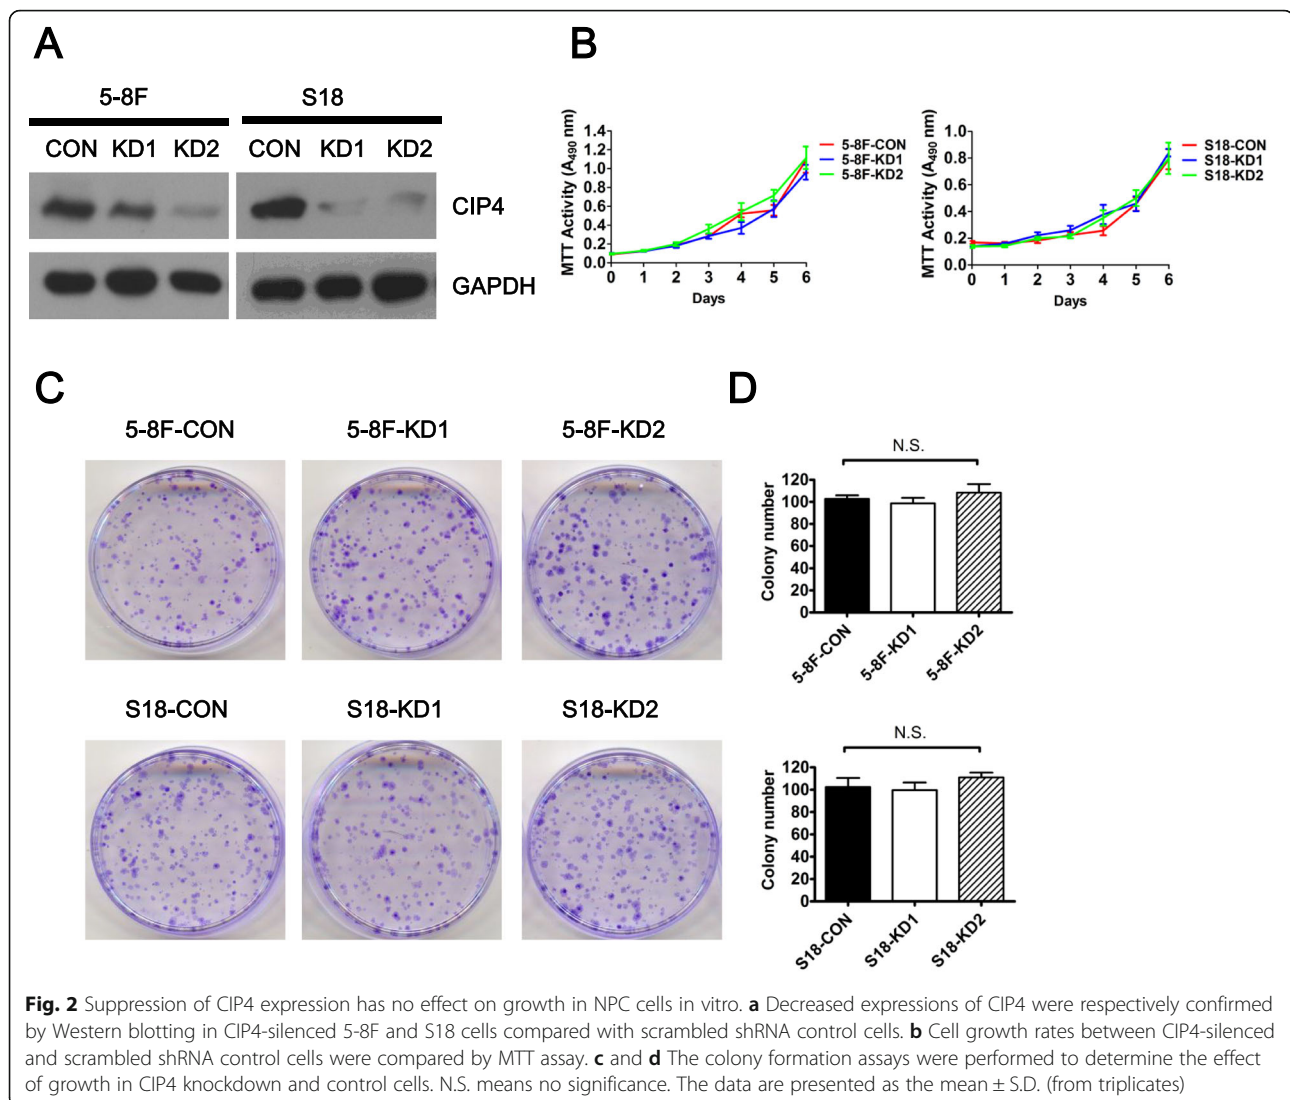 A
5-8F S18
CON KD1 KD2 CON KD1 KD2
CIP4
GAPDH
B
MTT Activity (A490 nm)
1.4
1.2
1.0
0.8
0.6
0.4
0.2
0.0
0 1 2 3 4 5 6
Days
5-8F-CON
5-8F-KD1
5-8F-KD2
MTT Activity (A490 nm)
1.0
0.8
0.6
0.4
0.2
0.0
0 1 2 3 4 5 6
Days
S18-CON
S18-KD1
S18-KD2
C
5-8F-CON 5-8F-KD1 5-8F-KD2
S18-CON S18-KD1 S18-KD2
D
N.S.
Colony number
120
100
80
60
40
20
0
5-8F-CON
5-8F-KD1
5-8F-KD2
N.S.
Colony number
120
100
80
60
40
20
0
S18-CON
S18-KD1
S18-KD2
Fig. 2 Suppression of CIP4 expression has no effect on growth in NPC cells in vitro. a Decreased expressions of CIP4 were respectively confirmed
by Western blotting in CIP4-silenced 5-8F and S18 cells compared with scrambled shRNA control cells. b Cell growth rates between CIP4-silenced
and scrambled shRNA control cells were compared by MTT assay. c and d The colony formation assays were performed to determine the effect
of growth in CIP4 knockdown and control cells. N.S. means no significance. The data are presented as the mean ± S.D. (from triplicates)